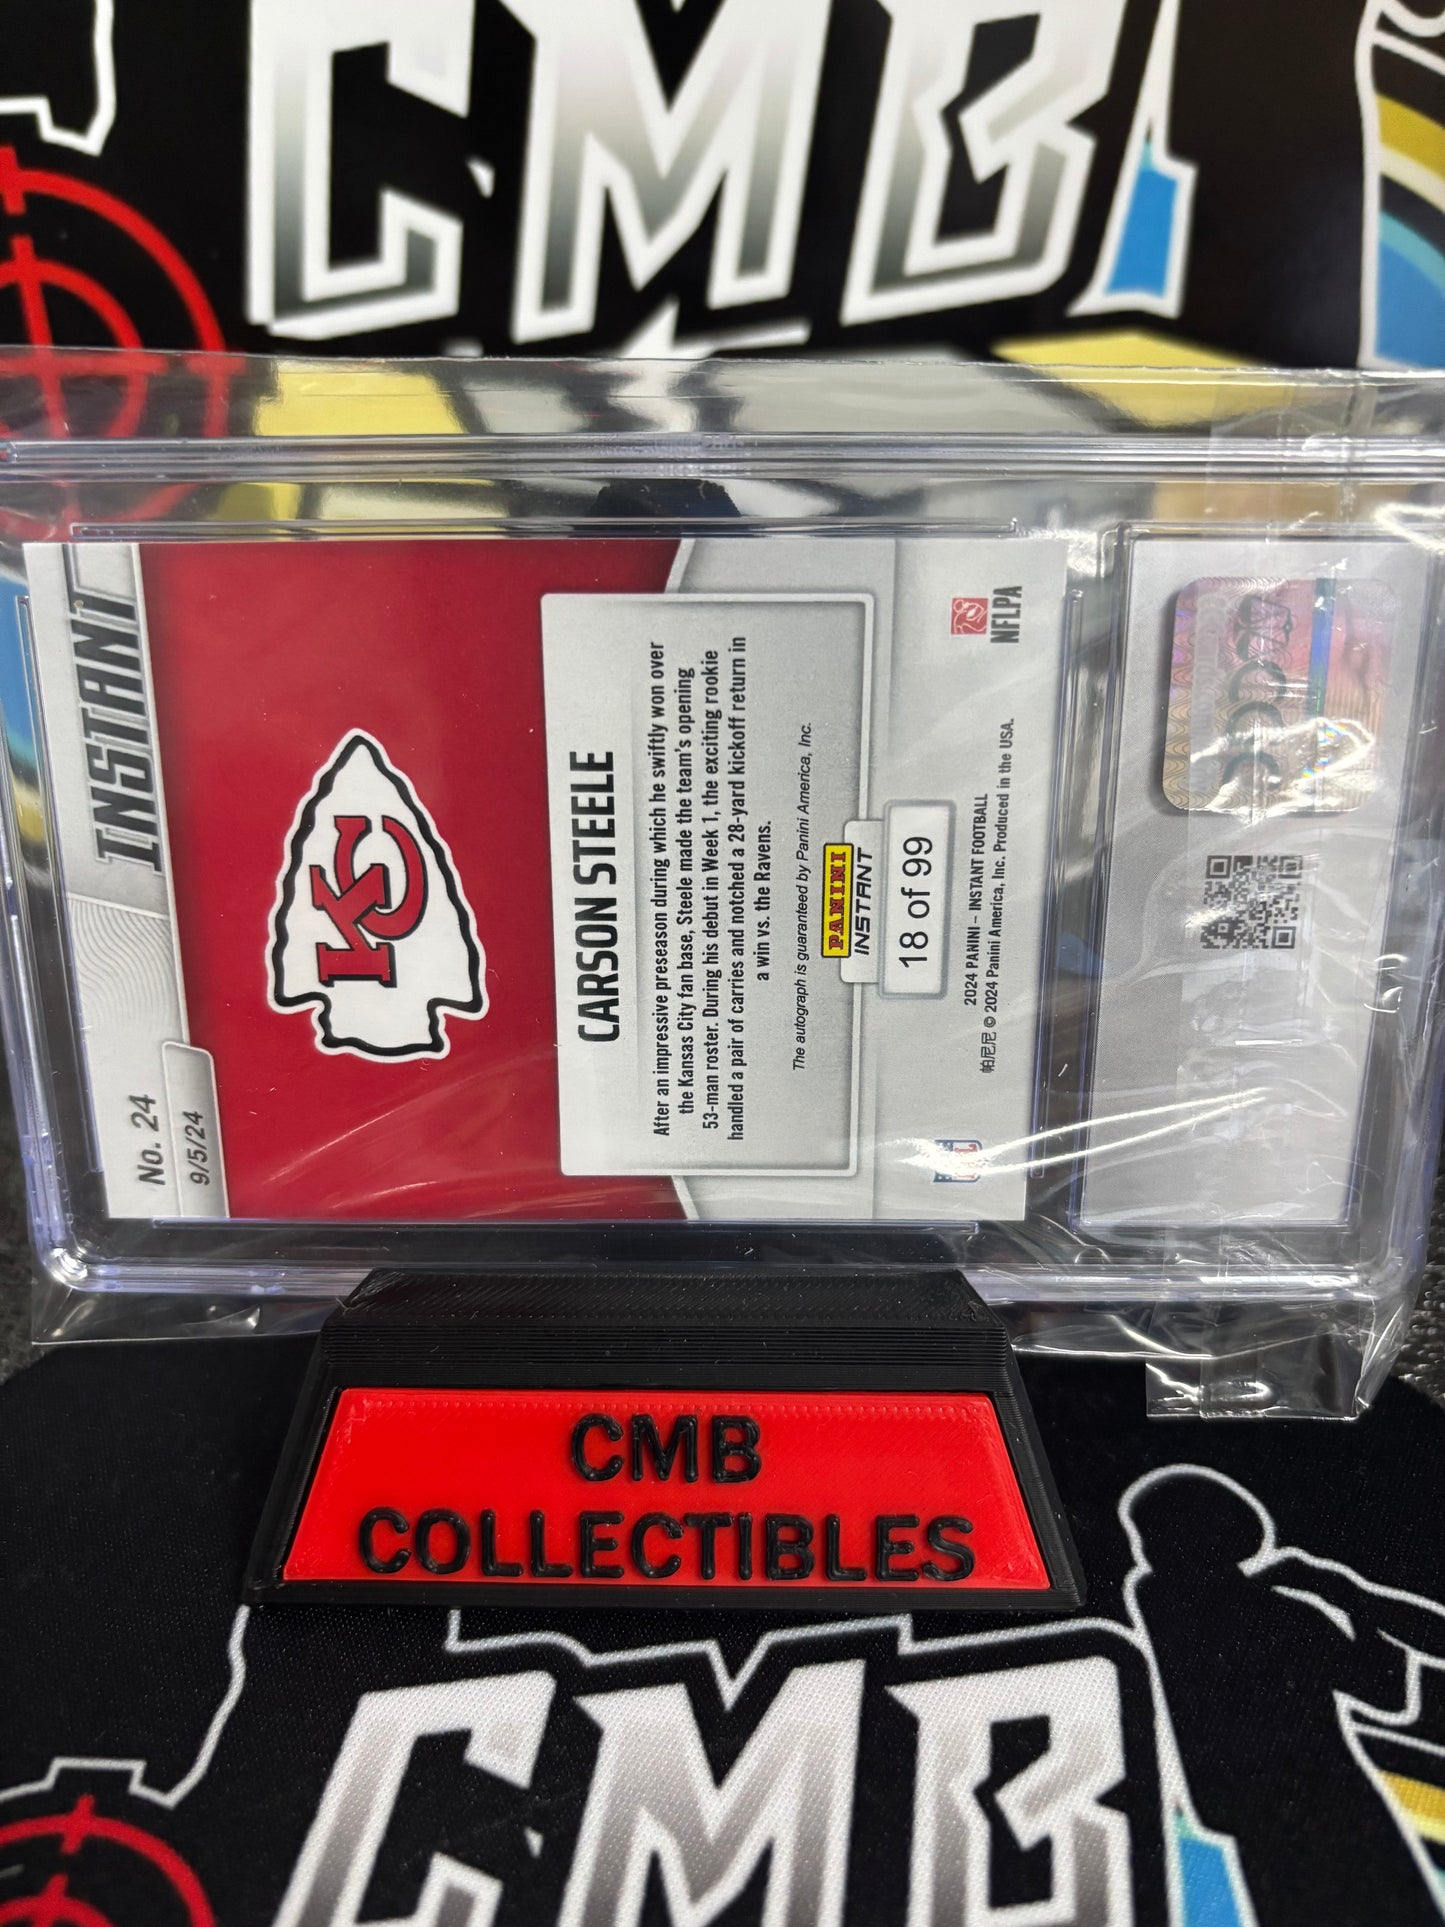 CMB
INSTANT
No. 24
9/5/24
KC
CARSON STEELE
After an impressive preseason during which he swiftly won over
the Kansas City fan base, Steele made the team's opening
53-man roster. During his debut in Week 1, the exciting rookie
handled a pair of carries and notched a 28-yard kickoff return in
a win vs. the Ravens.
The autograph is guaranteed by Panini America, Inc.
PANINI
INSTANT
18 of 99
2024 PANINI – INSTANT FOOTBALL
帕尼尼 © 2024 Panini America, Inc. Produced in the USA.
NFLPA
CMB
COLLECTIBLES
CMB